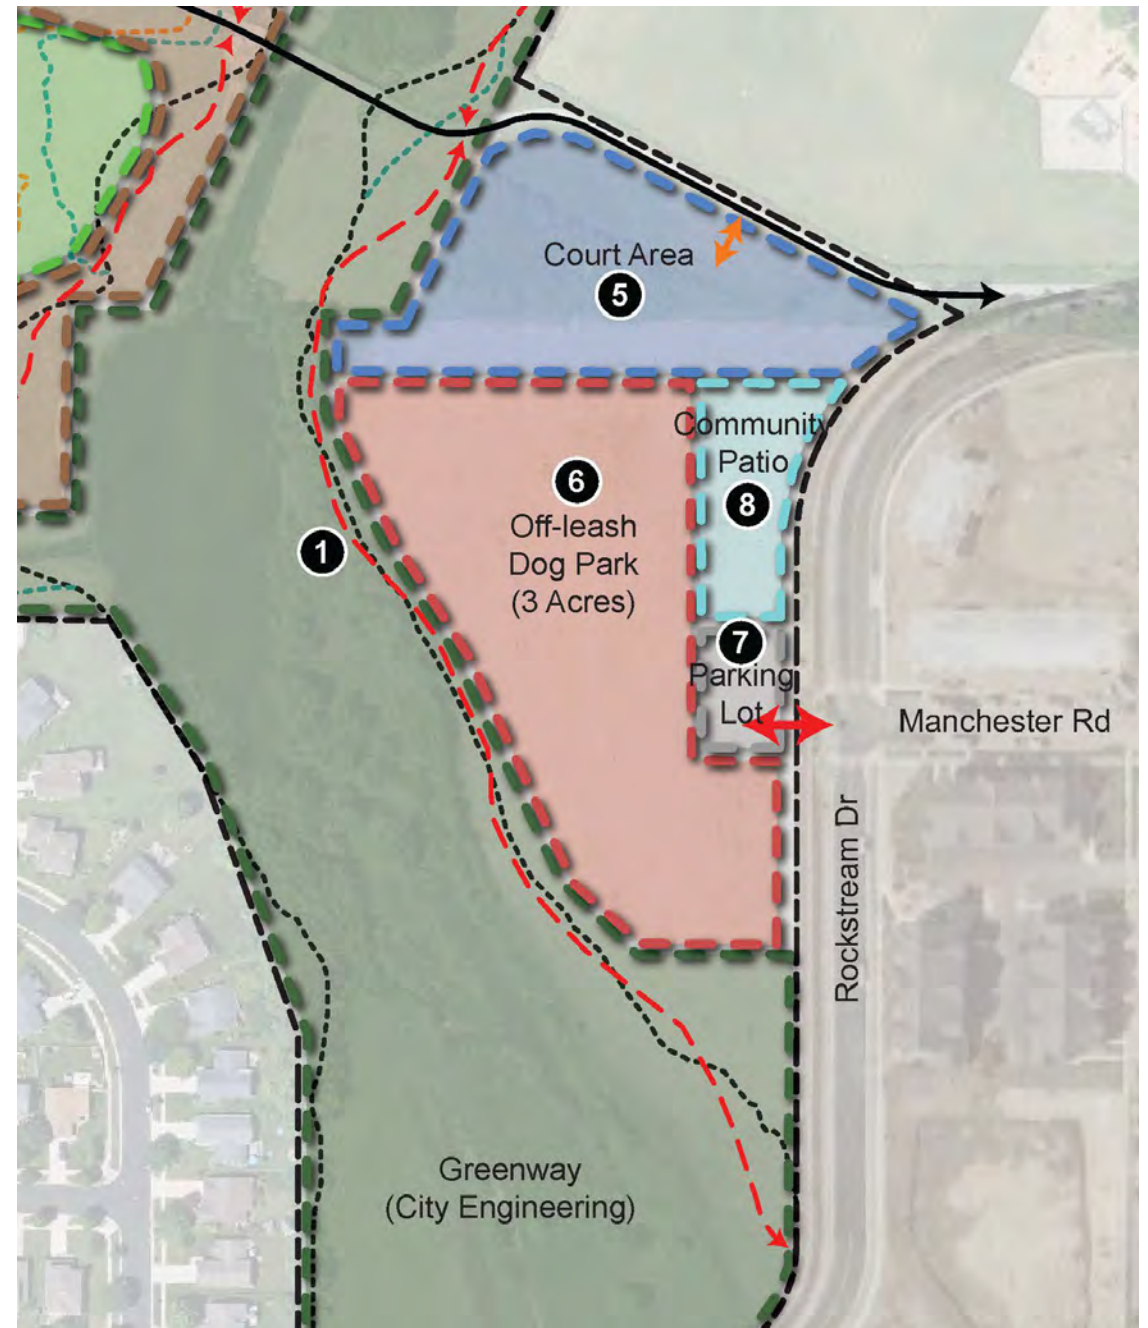 Court Area
5
Community
Patio
8
6
Off-leash
Dog Park
(3 Acres)
1
7
Parking
Lot
Manchester Rd
Rockstream Dr
Greenway
(City Engineering)